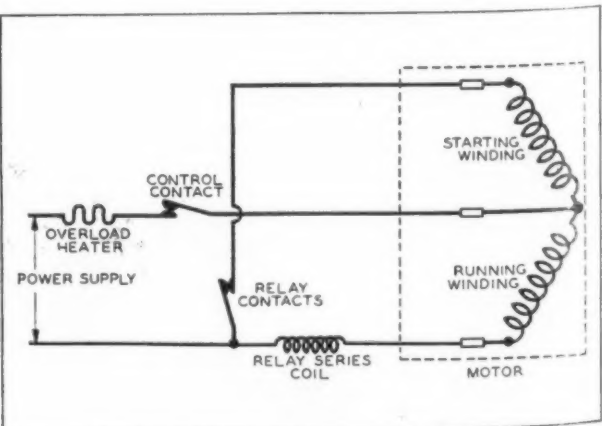 STARTING
WINDING
CONTROL
CONTACT
OVERLOAD
HEATER
POWER SUPPLY
RELAY
CONTACTS
RUNNING
WINDING
RELAY SERIES
COIL
MOTOR